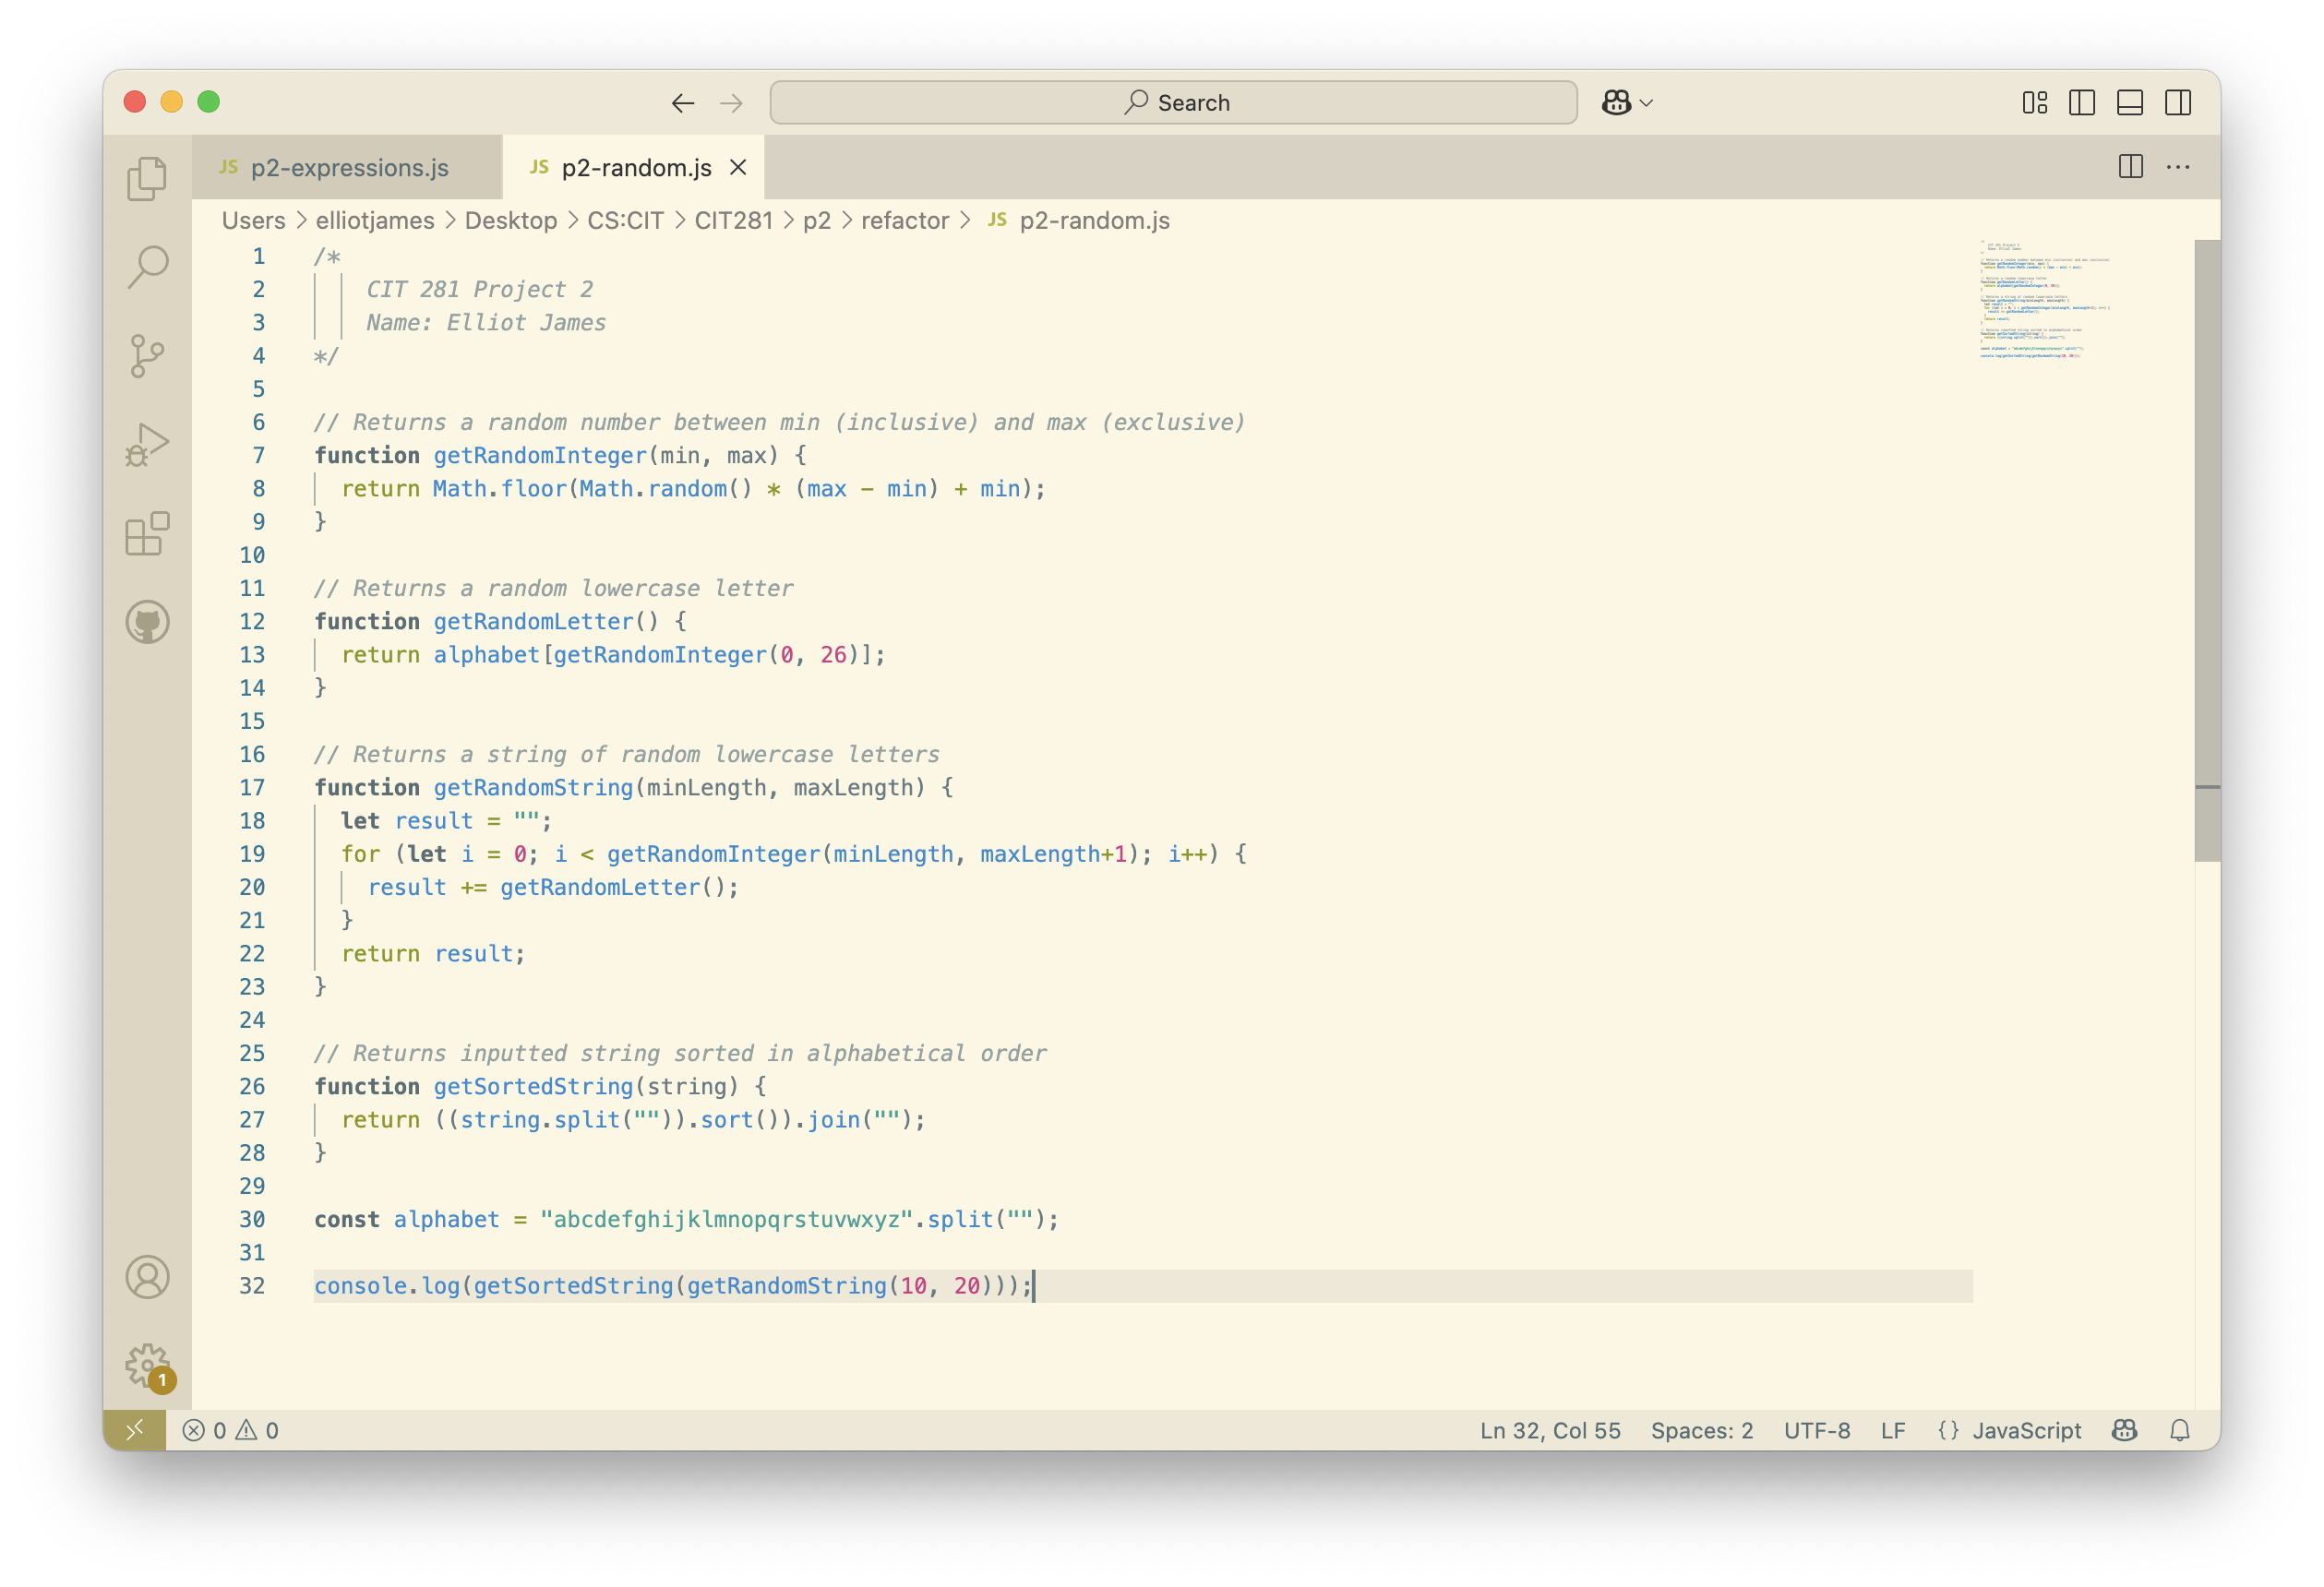 Search
JS p2-expressions.js
JS p2-random.js
Users > elliotjames > Desktop > CS:CIT > CIT281 > p2 > refactor > JS p2-random.js
1 /*
2 CIT 281 Project 2
3 Name: Elliot James
4 */
5
6 // Returns a random number between min (inclusive) and max (exclusive)
7 function getRandomInteger(min, max) {
8 return Math.floor(Math.random() * (max - min) + min);
9 }
10
11 // Returns a random lowercase letter
12 function getRandomLetter() {
13 return alphabet[getRandomInteger(0, 26)];
14 }
15
16 // Returns a string of random lowercase letters
17 function getRandomString(minLength, maxLength) {
18 let result = "";
19 for (let i = 0; i < getRandomInteger(minLength, maxLength+1); i++) {
20 result += getRandomLetter();
21 }
22 return result;
23 }
24
25 // Returns inputted string sorted in alphabetical order
26 function getSortedString(string) {
27 return ((string.split("")).sort()).join("");
28 }
29
30 const alphabet = "abcdefghijklmnopqrstuvwxyz".split("");
31
32 console.log(getSortedString(getRandomString(10, 20)));
1
0 0 Ln 32, Col 55 Spaces: 2 UTF-8 LF {} JavaScript